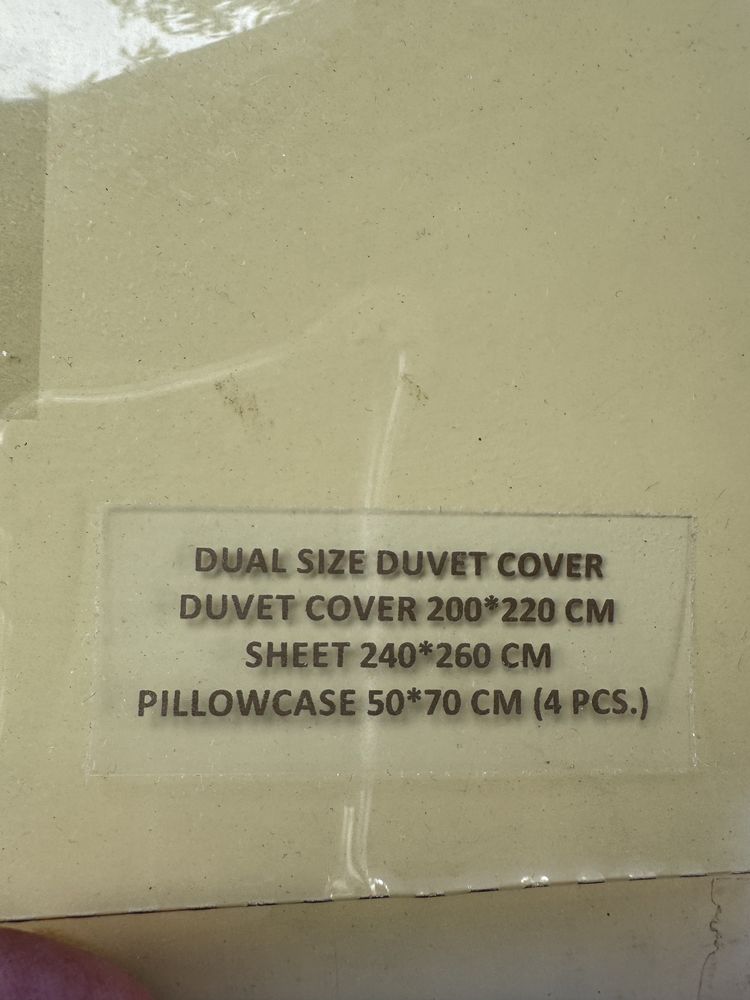 DUAL SIZE DUVET COVER
DUVET COVER 200*220 CM
SHEET 240*260 CM
PILLOWCASE 50*70 CM (4 PCS.)